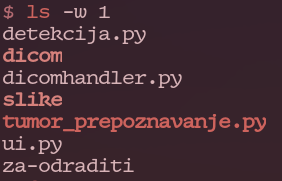 $ ls -w 1
detekcija.py
dicom
dicomhandler.py
slike
tumor_prepoznavanje.py
ui.py
za-odraditi